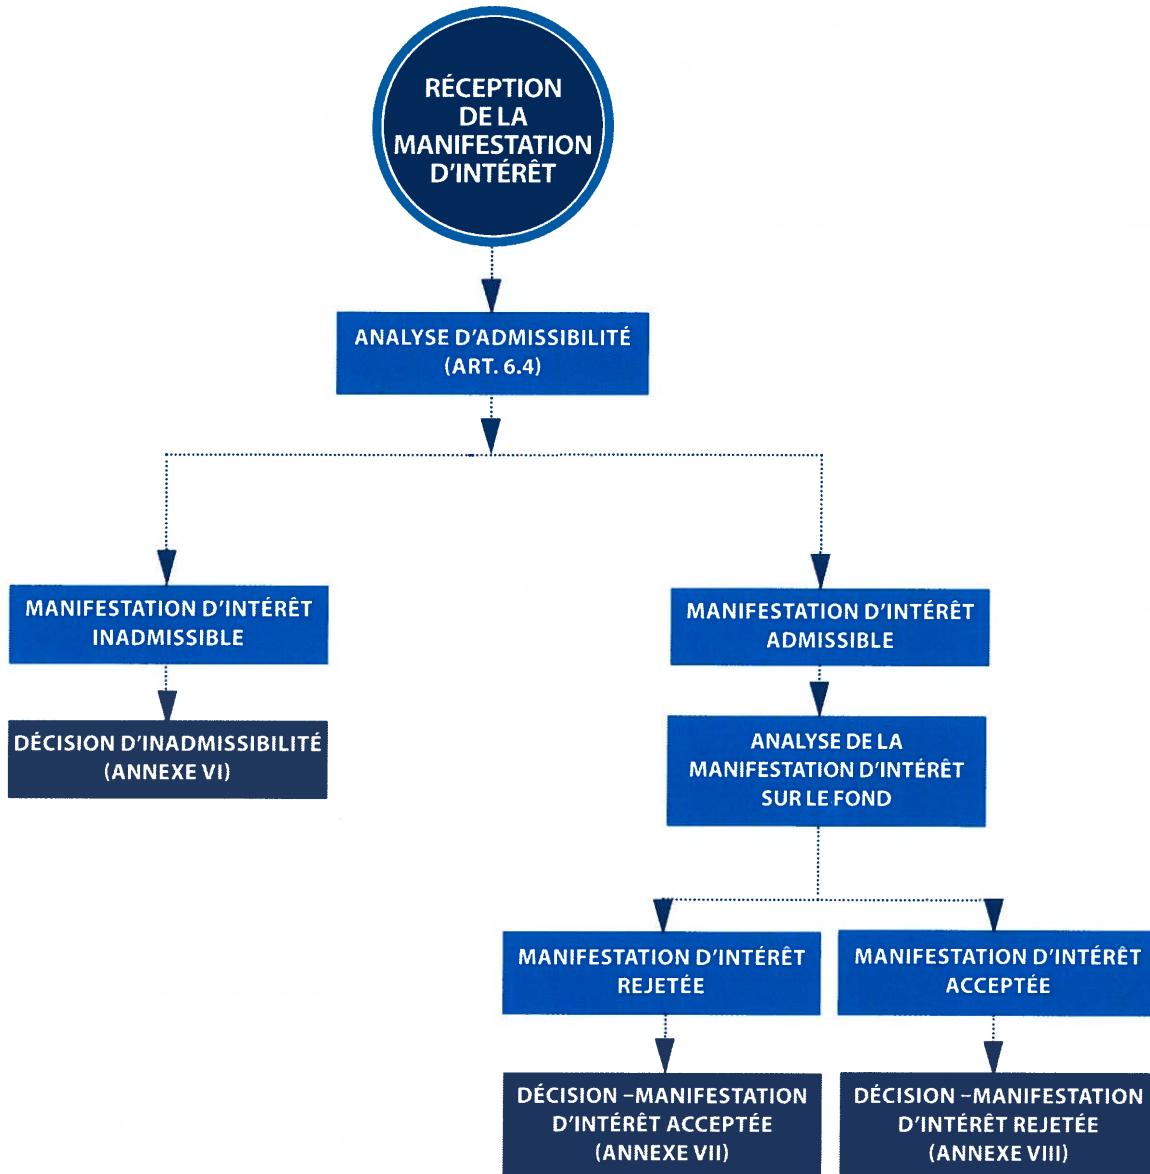 RÉCEPTION
DE LA
MANIFESTATION
D'INTÉRÊT
ANALYSE D'ADMISSIBILITÉ
(ART. 6.4)
MANIFESTATION D'INTÉRÊT
INADMISSIBLE
DÉCISION D'INADMISSIBILITÉ
(ANNEXE VI)
MANIFESTATION D'INTÉRÊT
ADMISSIBLE
ANALYSE DE LA
MANIFESTATION D'INTÉRÊT
SUR LE FOND
MANIFESTATION D'INTÉRÊT
REJETÉE
MANIFESTATION D'INTÉRÊT
ACCEPTÉE
DÉCISION –MANIFESTATION
D'INTÉRÊT ACCEPTÉE
(ANNEXE VII)
DÉCISION –MANIFESTATION
D'INTÉRÊT REJETÉE
(ANNEXE VIII)